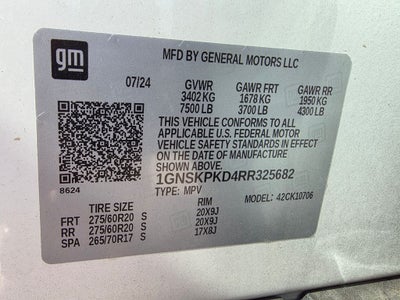 gm
MFD BY GENERAL MOTORS LLC
07/24 GVWR GAWR FRT GAWR RR
3402 KG 1678 KG 1950 KG
7500 LB 3700 LB 4300 LB
THIS VEHICLE CONFORMS TO ALL
APPLICABLE U.S. FEDERAL MOTOR
VEHICLE SAFETY STANDARDS IN EFFECT
ON THE DATE OF MANUFACTURE
SHOWN ABOVE.
1GNSKPKD4RR325682
8624 TYPE: MPV MODEL: 42CK10706
TIRE SIZE RIM
FRT 275/60R20 S 20X9J
RR 275/60R20 S 20X9J
SPA 265/70R17 S 17X8J